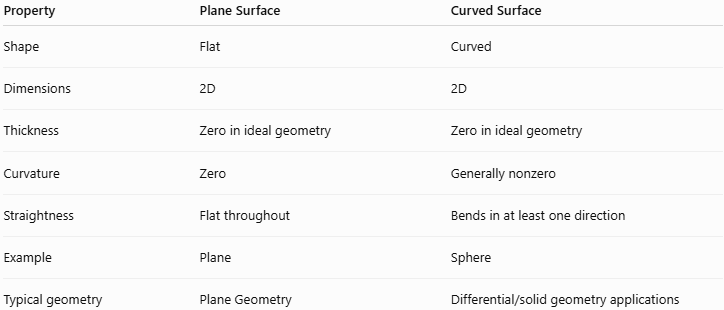 Property Plane Surface Curved Surface
Shape Flat Curved
Dimensions 2D 2D
Thickness Zero in ideal geometry Zero in ideal geometry
Curvature Zero Generally nonzero
Straightness Flat throughout Bends in at least one direction
Example Plane Sphere
Typical geometry Plane Geometry Differential/solid geometry applications